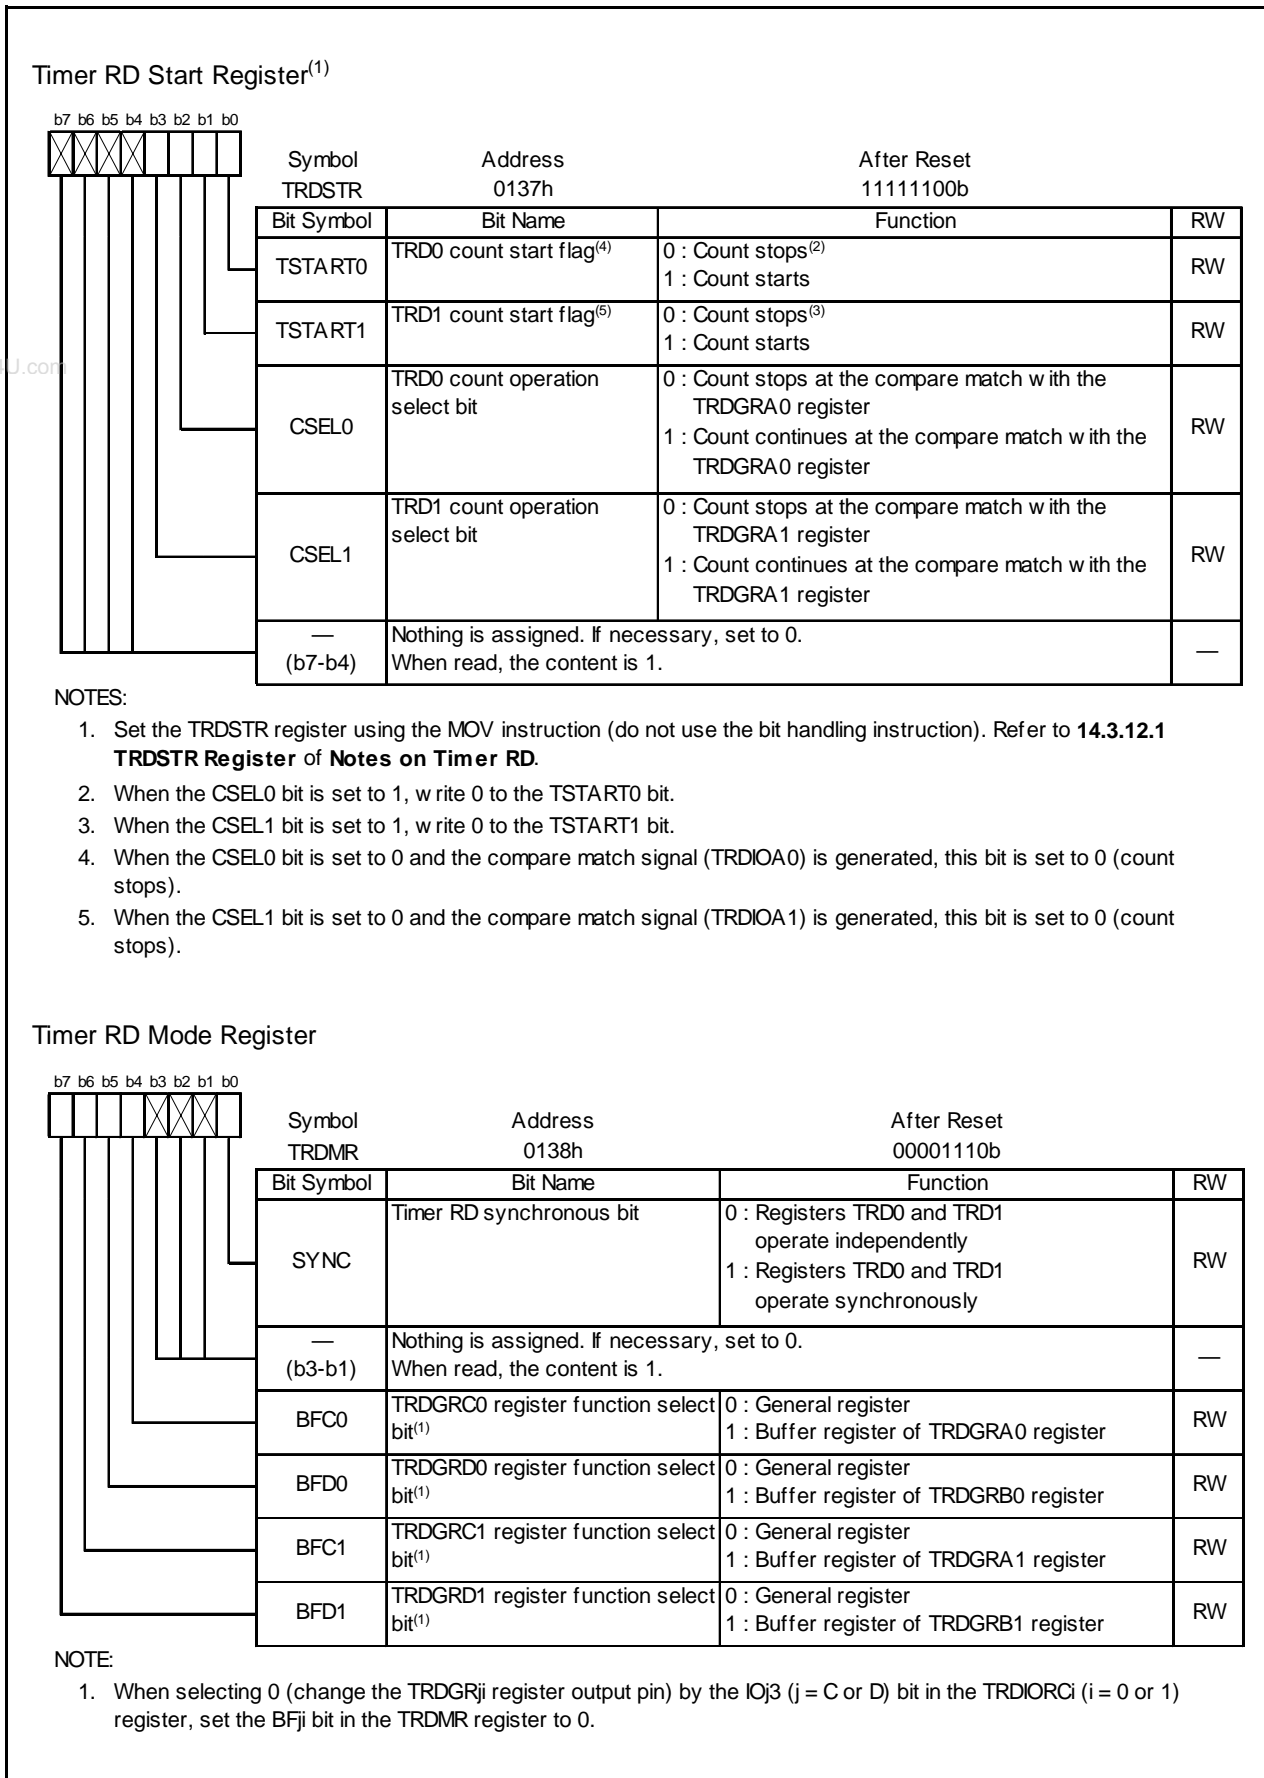 Timer RD Start Register(1)
b7 b6 b5 b4 b3 b2 b1 b0
Symbol Address After Reset
TRDSTR 0137h 11111100b
Bit Symbol Bit Name Function RW
TSTART0 TRD0 count start flag(4) 0 : Count stops(2) RW
1 : Count starts
TSTART1 TRD1 count start flag(5) 0 : Count stops(3) RW
1 : Count starts
U.com
CSEL0 TRD0 count operation 0 : Count stops at the compare match with the RW
select bit TRDGRA0 register
1 : Count continues at the compare match with the
TRDGRA0 register
CSEL1 TRD1 count operation 0 : Count stops at the compare match with the RW
select bit TRDGRA1 register
1 : Count continues at the compare match with the
TRDGRA1 register
— Nothing is assigned. If necessary, set to 0. —
(b7-b4) When read, the content is 1.
NOTES:
1. Set the TRDSTR register using the MOV instruction (do not use the bit handling instruction). Refer to 14.3.12.1
TRDSTR Register of Notes on Timer RD.
2. When the CSEL0 bit is set to 1, write 0 to the TSTART0 bit.
3. When the CSEL1 bit is set to 1, write 0 to the TSTART1 bit.
4. When the CSEL0 bit is set to 0 and the compare match signal (TRDIOA0) is generated, this bit is set to 0 (count
stops).
5. When the CSEL1 bit is set to 0 and the compare match signal (TRDIOA1) is generated, this bit is set to 0 (count
stops).
Timer RD Mode Register
b7 b6 b5 b4 b3 b2 b1 b0
Symbol Address After Reset
TRDMR 0138h 00001110b
Bit Symbol Bit Name Function RW
SYNC Timer RD synchronous bit 0 : Registers TRD0 and TRD1 RW
operate independently
1 : Registers TRD0 and TRD1
operate synchronously
— Nothing is assigned. If necessary, set to 0. —
(b3-b1) When read, the content is 1.
BFC0 TRDGRC0 register function select 0 : General register RW
bit(1) 1 : Buffer register of TRDGRA0 register
BFD0 TRDGRD0 register function select 0 : General register RW
bit(1) 1 : Buffer register of TRDGRB0 register
BFC1 TRDGRC1 register function select 0 : General register RW
bit(1) 1 : Buffer register of TRDGRA1 register
BFD1 TRDGRD1 register function select 0 : General register RW
bit(1) 1 : Buffer register of TRDGRB1 register
NOTE:
1. When selecting 0 (change the TRDGRji register output pin) by the IOj3 (j = C or D) bit in the TRDIORCi (i = 0 or 1)
register, set the BFji bit in the TRDMR register to 0.